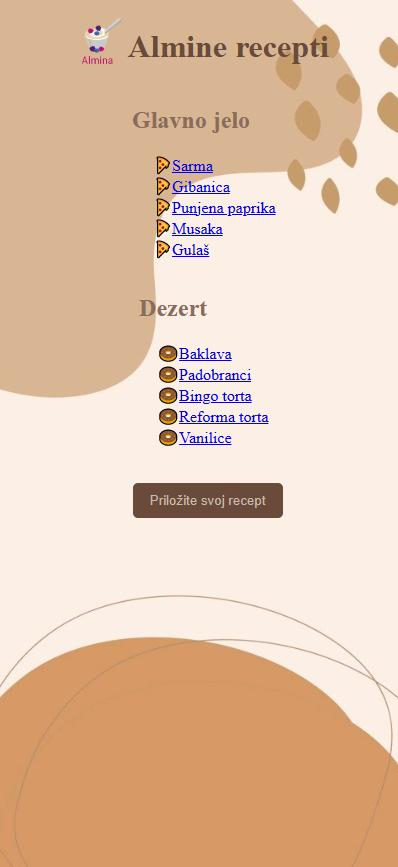 Almina
Almine recepti
Glavno jelo
Sarma
Gibanica
Punjena paprika
Musaka
Gulaš
Dezert
Baklava
Padobranci
Bingo torta
Reforma torta
Vanilice
Priložite svoj recept